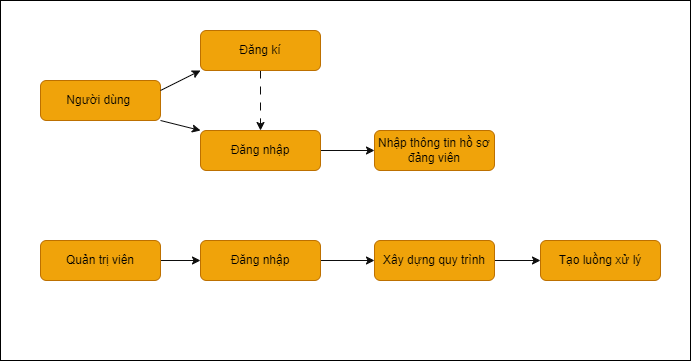 Đăng kí
Người dùng
Đăng nhập
Nhập thông tin hồ sơ
đảng viên
Quản trị viên
Đăng nhập
Xây dựng quy trình
Tạo luồng xử lý